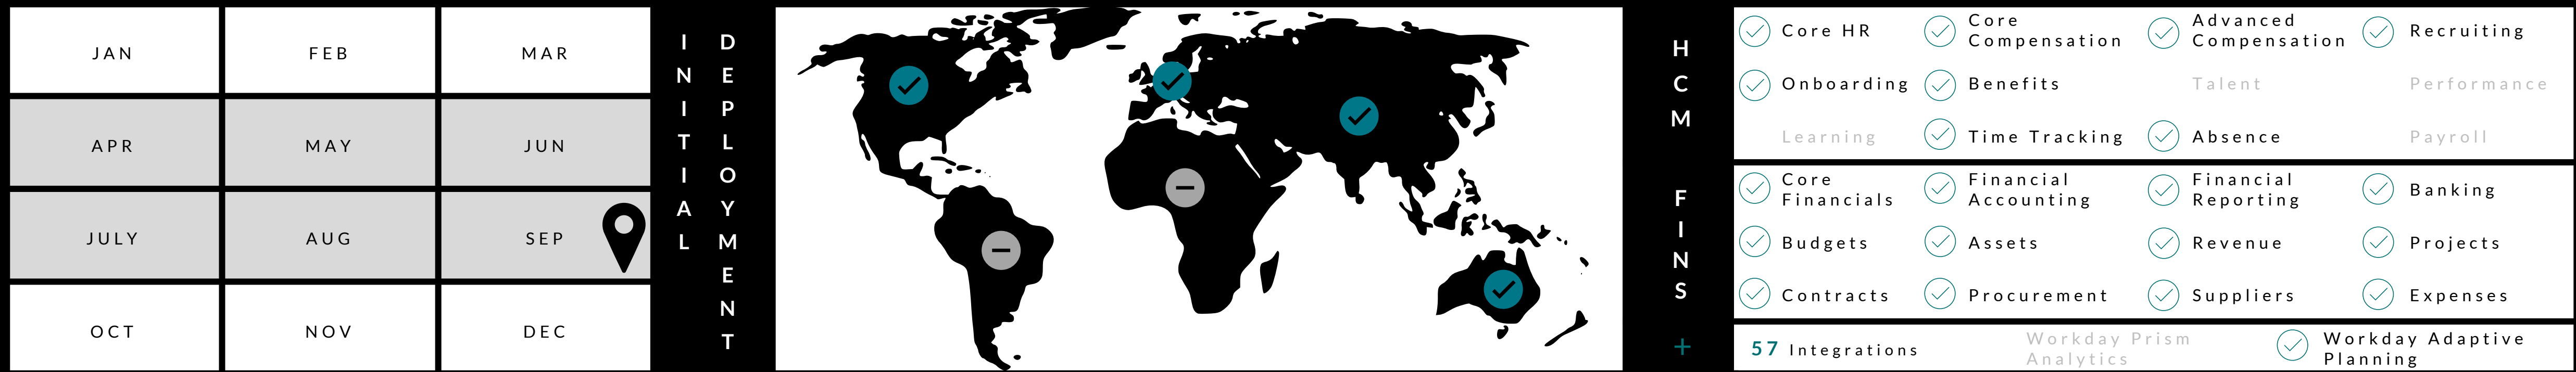 JAN
FEB
MAR
APR
MAY
JUN
JULY
AUG
SEP
OCT
NOV
DEC
INITIAL
DEPLOYMENT
HCM
Core HR
Core
Compensation
Advanced
Compensation
Recruiting
Onboarding
Benefits
Talent
Performance
Learning
Time Tracking
Absence
Payroll
FINS
Core
Financials
Financial
Accounting
Financial
Reporting
Banking
Budgets
Assets
Revenue
Projects
Contracts
Procurement
Suppliers
Expenses
+
57 Integrations
Workday Prism
Analytics
Workday Adaptive
Planning